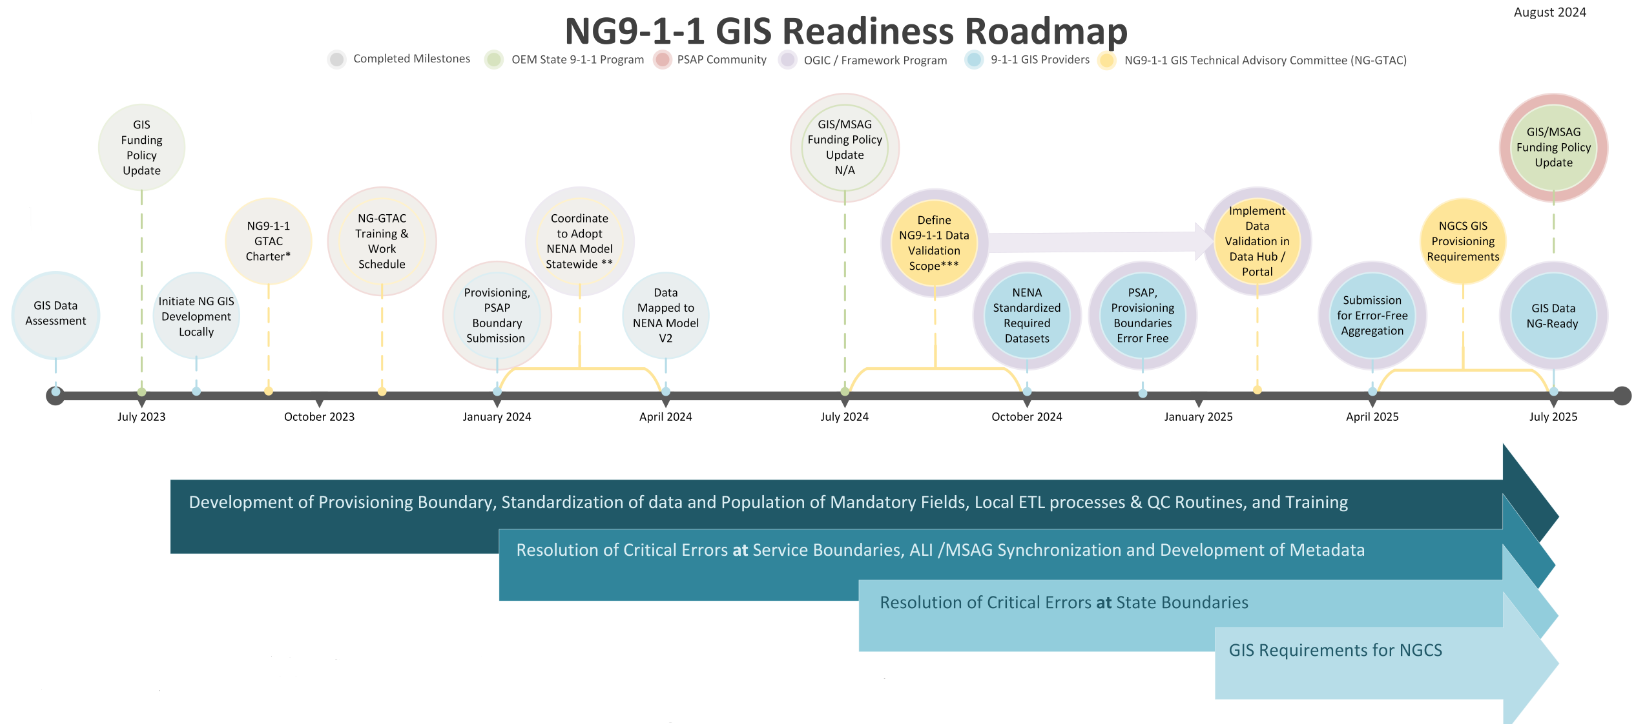 August 2024
NG9-1-1 GIS Readiness Roadmap
Completed Milestones
OEM State 9-1-1 Program
PSAP Community
OGIC / Framework Program
9-1-1 GIS Providers
NG9-1-1 GIS Technical Advisory Committee (NG-GTAC)
GIS
Funding
Policy
Update
GIS/MSAG
Funding Policy
Update
N/A
GIS/MSAG
Funding Policy
Update
NG9-1-1
GTAC
Charter*
NG-GTAC
Training &
Work
Schedule
Coordinate
to Adopt
NENA Model
Statewide **
Define
NG9-1-1 Data
Validation
Scope***
Implement
Data
Validation in
Data Hub /
Portal
NGCS GIS
Provisioning
Requirements
GIS Data
Assessment
Initiate NG GIS
Development
Locally
Provisioning,
PSAP
Boundary
Submission
Data
Mapped to
NENA Model
V2
NENA
Standardized
Required
Datasets
PSAP,
Provisioning
Boundaries
Error Free
Submission
for Error-Free
Aggregation
GIS Data
NG-Ready
July 2023
October 2023
January 2024
April 2024
July 2024
October 2024
January 2025
April 2025
July 2025
Development of Provisioning Boundary, Standardization of data and Population of Mandatory Fields, Local ETL processes & QC Routines, and Training
Resolution of Critical Errors at Service Boundaries, ALI /MSAG Synchronization and Development of Metadata
Resolution of Critical Errors at State Boundaries
GIS Requirements for NGCS